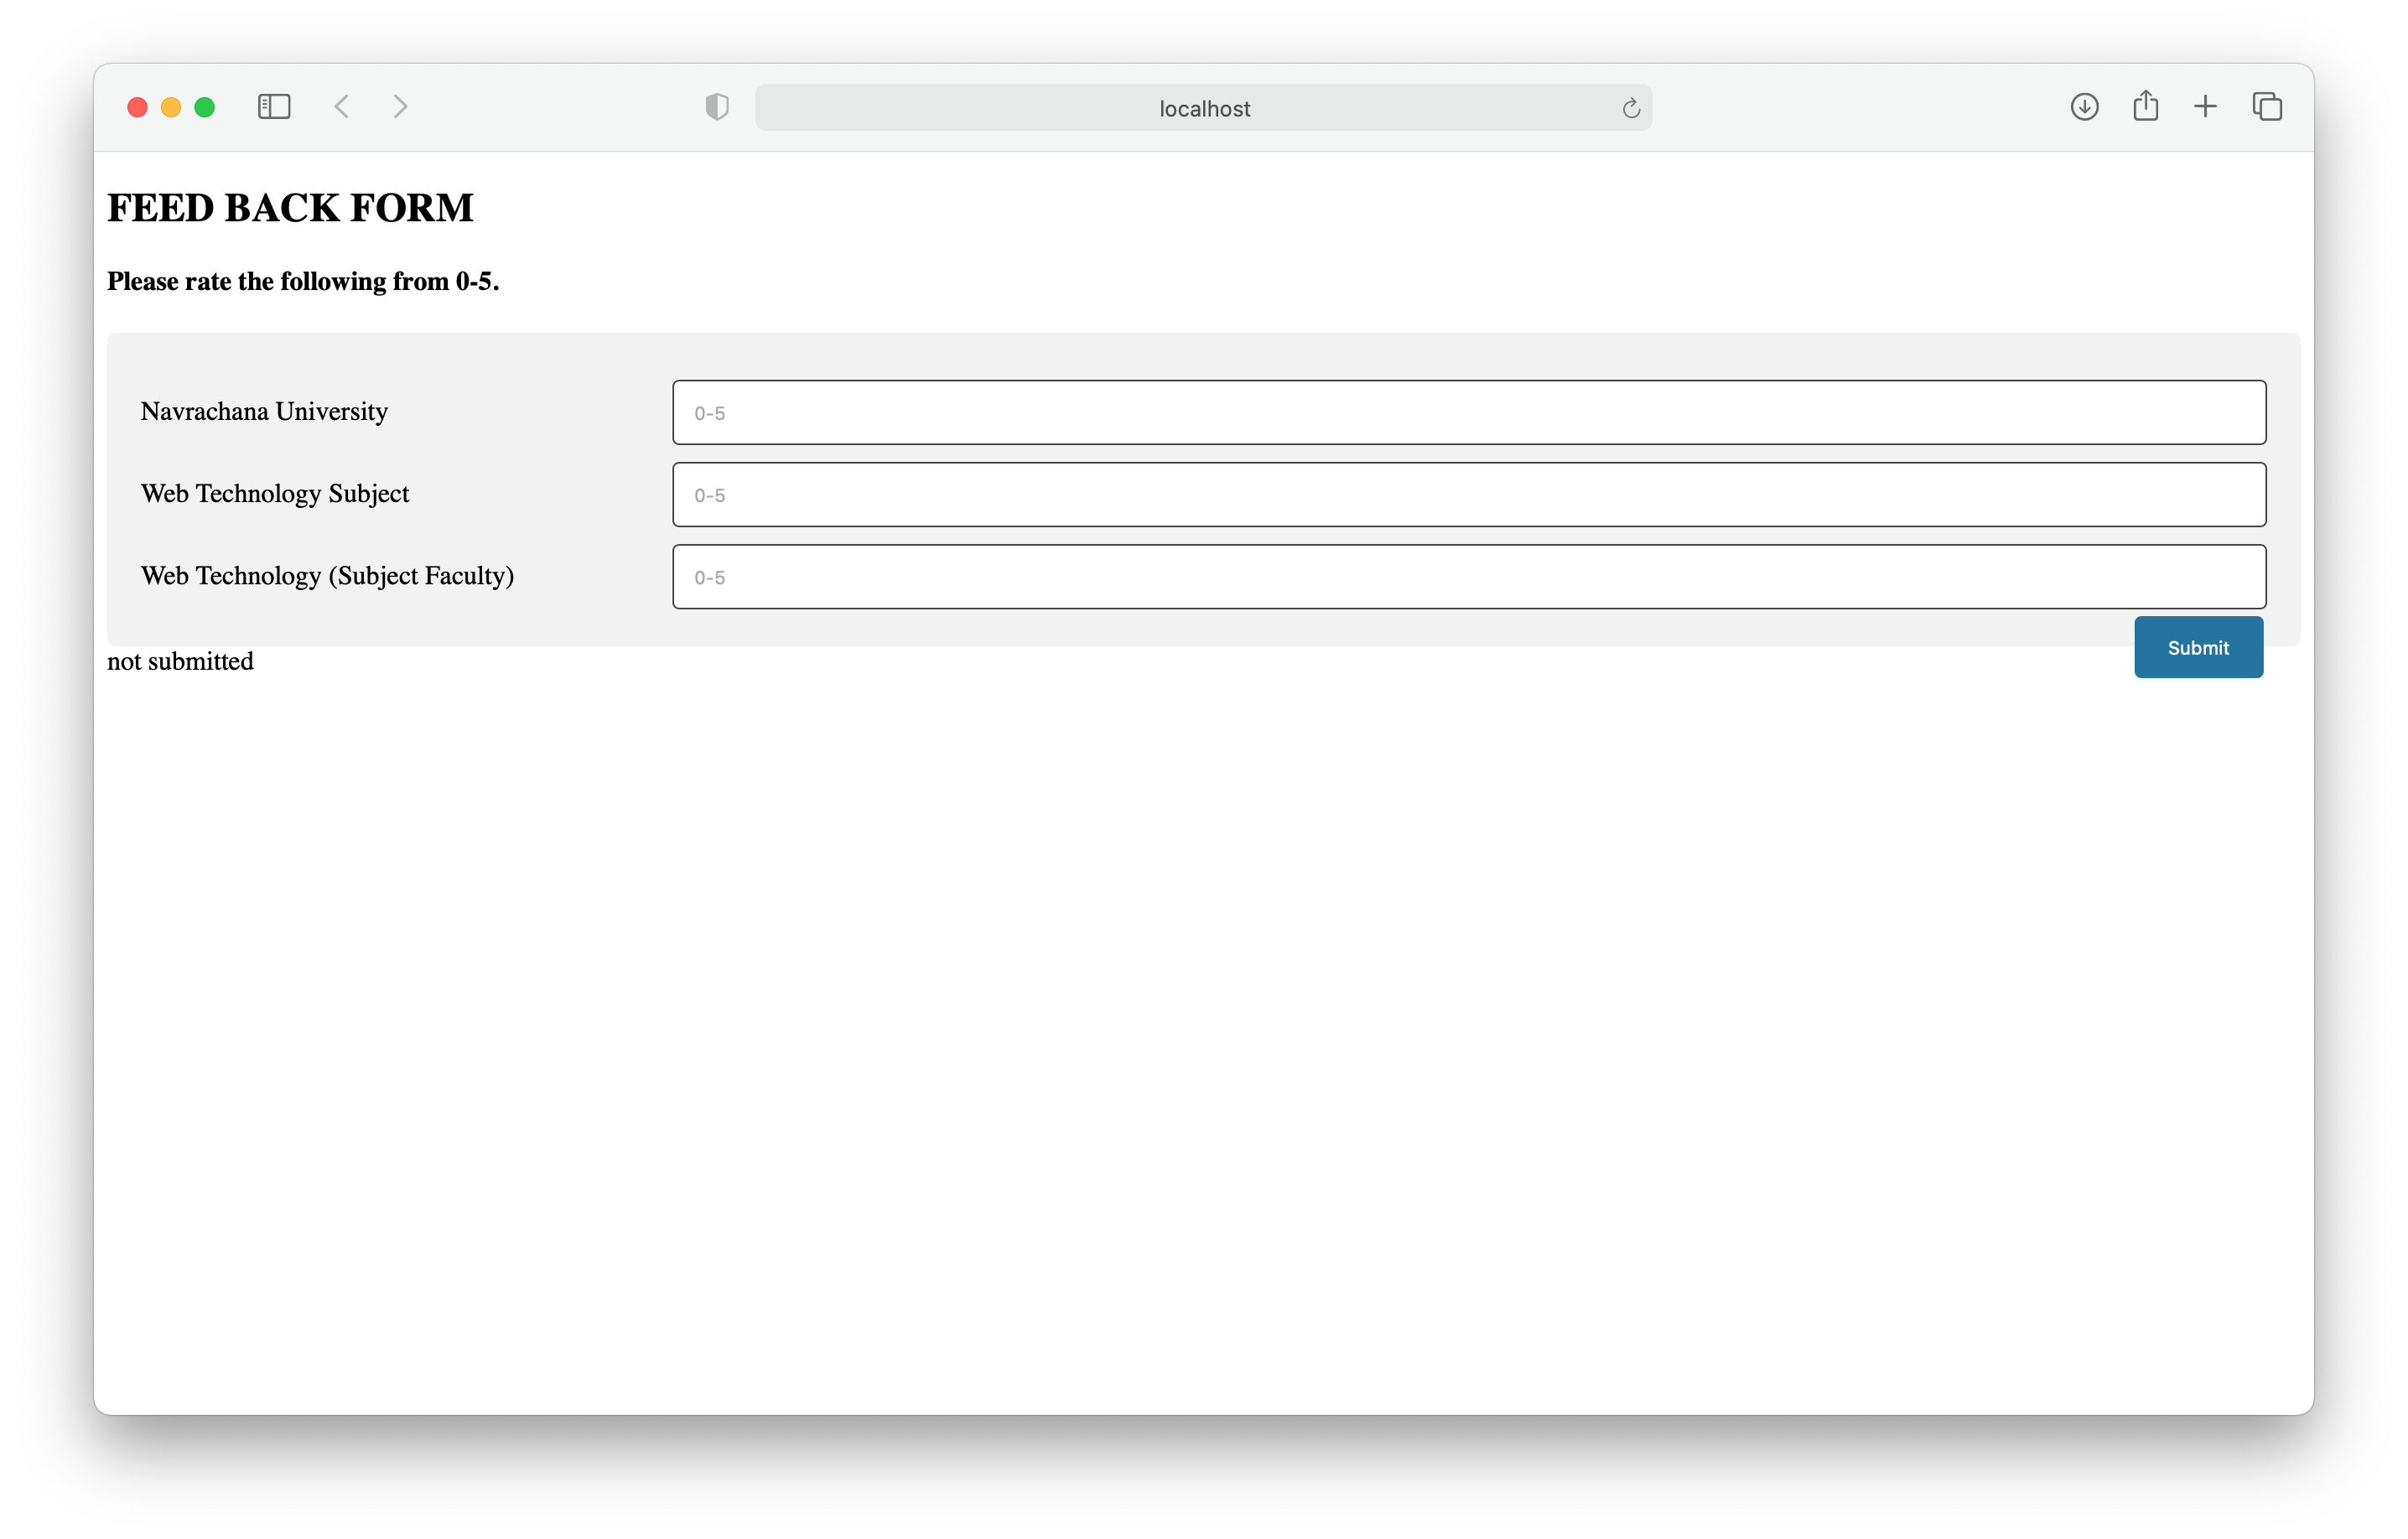 localhost
FEED BACK FORM
Please rate the following from 0-5.
Navrachana University
0-5
Web Technology Subject
0-5
Web Technology (Subject Faculty)
0-5
Submit
not submitted